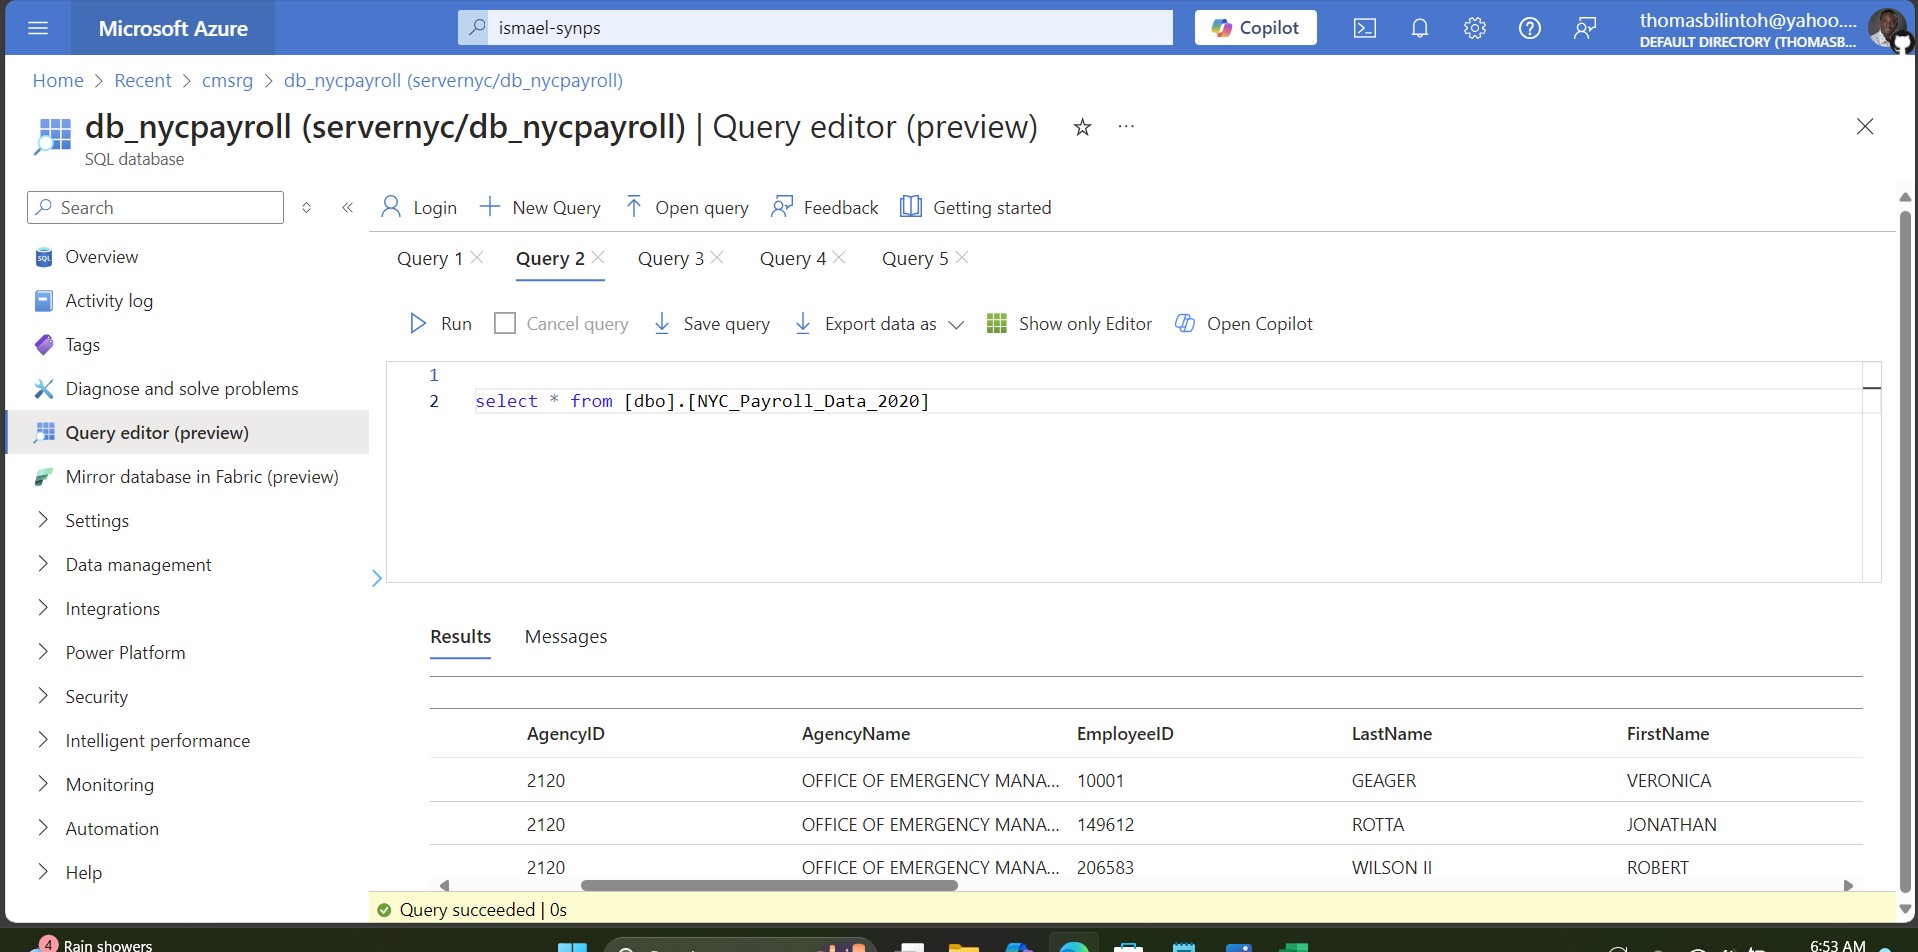 Microsoft Azure
ismael-synps
Copilot
thomasbilintoh@yahoo....
DEFAULT DIRECTORY (THOMASB...
Home > Recent > cmsrg > db_nycpayroll (servernyc/db_nycpayroll)
db_nycpayroll (servernyc/db_nycpayroll) | Query editor (preview)
SQL database
Search
Login
New Query
Open query
Feedback
Getting started
Overview
Activity log
Tags
Diagnose and solve problems
Query editor (preview)
Mirror database in Fabric (preview)
Settings
Data management
Integrations
Power Platform
Security
Intelligent performance
Monitoring
Automation
Help
Query 1 Query 2 Query 3 Query 4 Query 5
Run Cancel query Save query Export data as Show only Editor Open Copilot
1
2 select * from [dbo].[NYC_Payroll_Data_2020]
Results Messages
AgencyID AgencyName EmployeeID LastName FirstName
2120 OFFICE OF EMERGENCY MANA... 10001 GEAGER VERONICA
2120 OFFICE OF EMERGENCY MANA... 149612 ROTTA JONATHAN
2120 OFFICE OF EMERGENCY MANA... 206583 WILSON II ROBERT
Query succeeded | 0s
4 Rain showers
6:53 AM